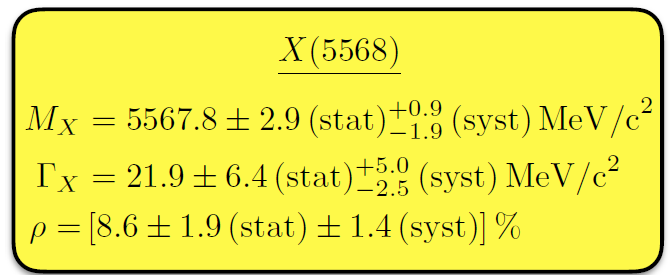 X(5568)
M_X = 5567.8 ± 2.9 (stat)^{+0.9}_{−1.9} (syst) MeV/c^2
Γ_X = 21.9 ± 6.4 (stat)^{+5.0}_{−2.5} (syst) MeV/c^2
ρ = [8.6 ± 1.9 (stat) ± 1.4 (syst)] %